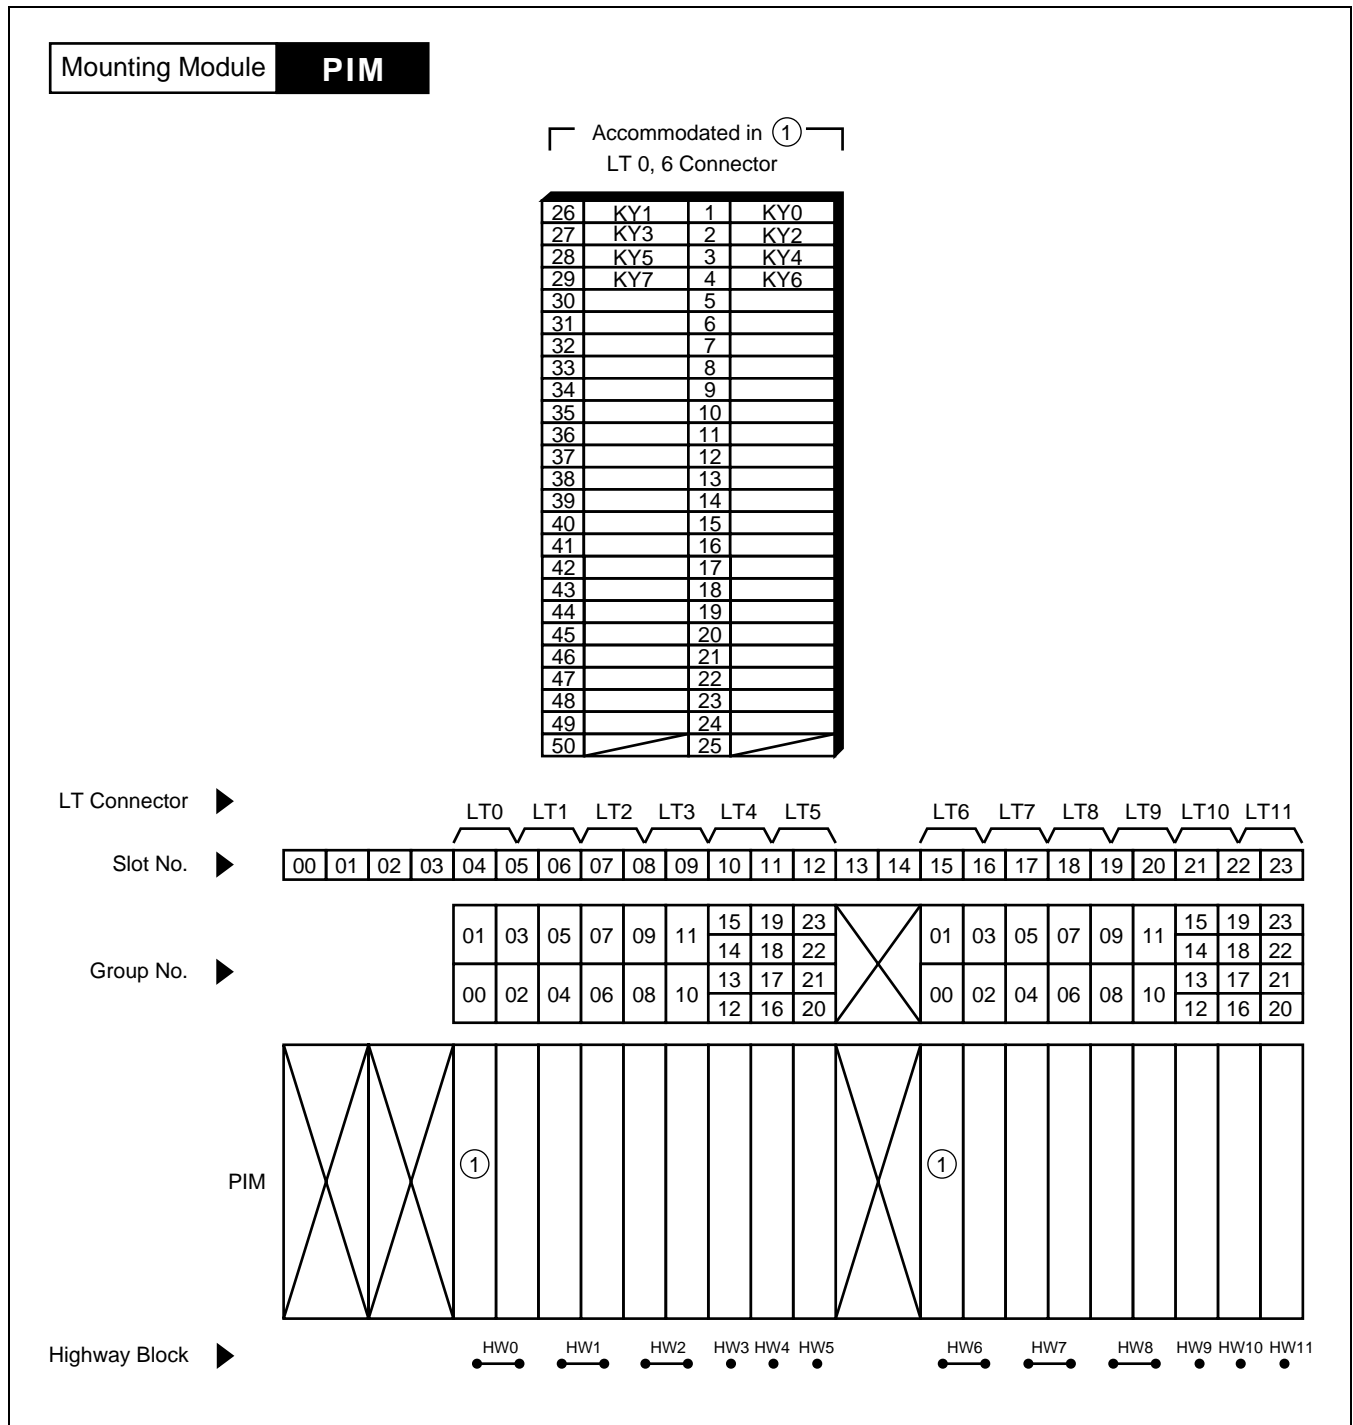 Mounting Module PIM
Accommodated in 1
LT 0, 6 Connector
26 KY1 1 KY0
27 KY3 2 KY2
28 KY5 3 KY4
29 KY7 4 KY6
30 5
31 6
32 7
33 8
34 9
35 10
36 11
37 12
38 13
39 14
40 15
41 16
42 17
43 18
44 19
45 20
46 21
47 22
48 23
49 24
50 25
LT Connector LT0 LT1 LT2 LT3 LT4 LT5 LT6 LT7 LT8 LT9 LT10 LT11
Slot No. 00 01 02 03 04 05 06 07 08 09 10 11 12 13 14 15 16 17 18 19 20 21 22 23
15 19 23 15 19 23
01 03 05 07 09 11 01 03 05 07 09 11
14 18 22 14 18 22
Group No.
13 17 21 13 17 21
00 02 04 06 08 10 00 02 04 06 08 10
12 16 20 12 16 20
1 1
PIM
Highway Block HW0 HW1 HW2 HW3 HW4 HW5 HW6 HW7 HW8 HW9 HW10 HW11